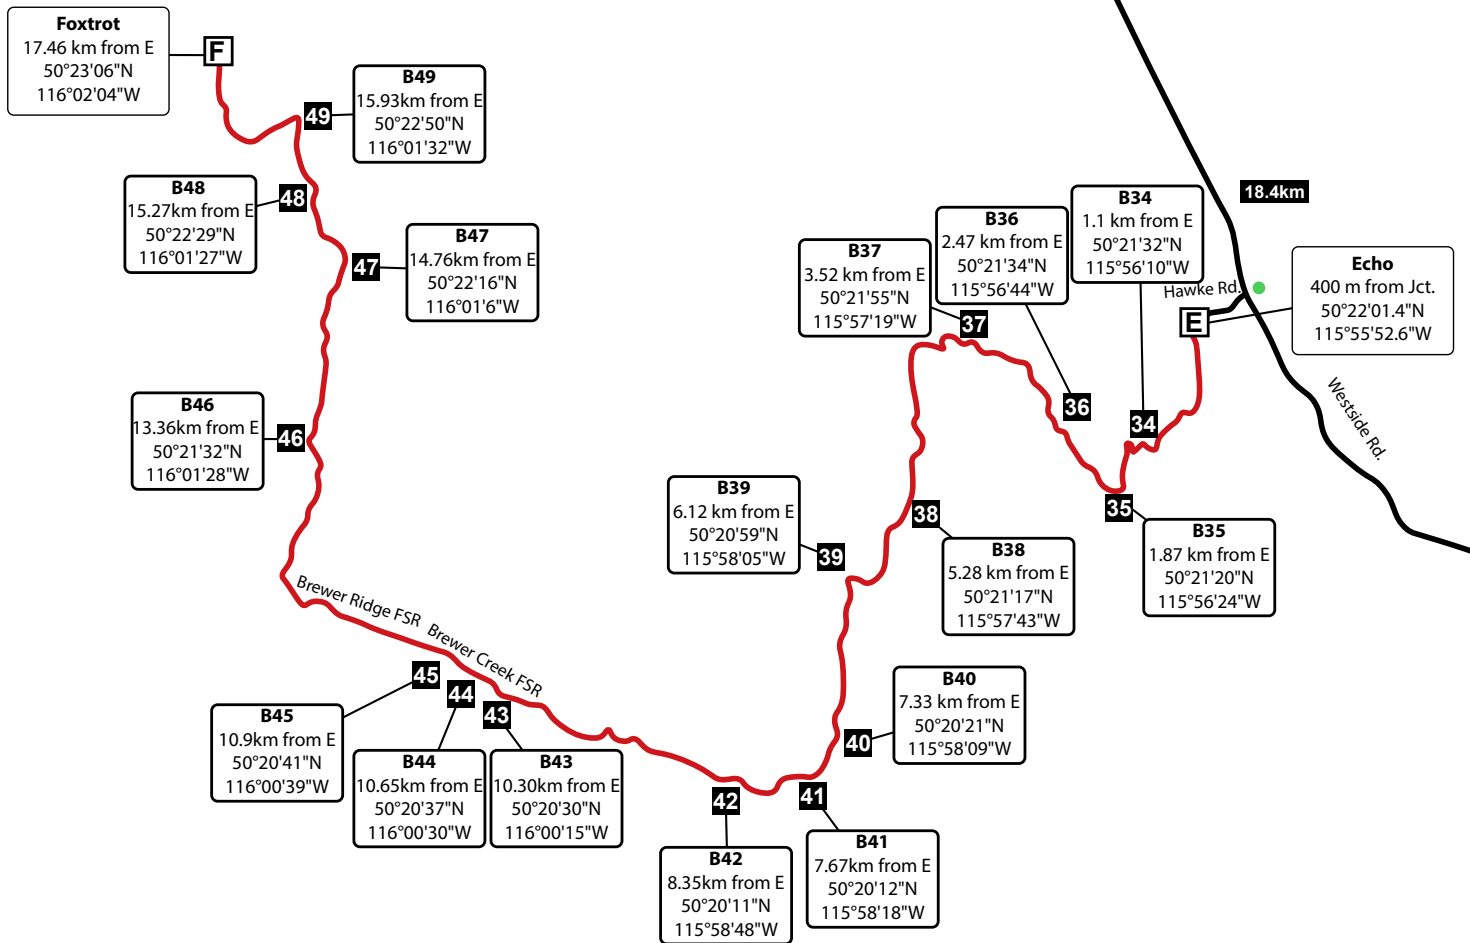 Foxtrot
17.46 km from E
50°23'06"N
116°02'04"W
F
49
B49
15.93km from E
50°22'50"N
116°01'32"W
B48
15.27km from E
50°22'29"N
116°01'27"W
48
47
B47
14.76km from E
50°22'16"N
116°01'6"W
B46
13.36km from E
50°21'32"N
116°01'28"W
46
B37
3.52 km from E
50°21'55"N
115°57'19"W
37
B36
2.47 km from E
50°21'34"N
115°56'44"W
36
B34
1.1 km from E
50°21'32"N
115°56'10"W
34
18.4km
Hawke Rd.
E
Echo
400 m from Jct.
50°22'01.4"N
115°55'52.6"W
Westside Rd.
B39
6.12 km from E
50°20'59"N
115°58'05"W
39
38
B38
5.28 km from E
50°21'17"N
115°57'43"W
35
B35
1.87 km from E
50°21'20"N
115°56'24"W
Brewer Ridge FSR
Brewer Creek FSR
45
44
43
B45
10.9km from E
50°20'41"N
116°00'39"W
B44
10.65km from E
50°20'37"N
116°00'30"W
B43
10.30km from E
50°20'30"N
116°00'15"W
40
B40
7.33 km from E
50°20'21"N
115°58'09"W
42
41
B42
8.35km from E
50°20'11"N
115°58'48"W
B41
7.67km from E
50°20'12"N
115°58'18"W